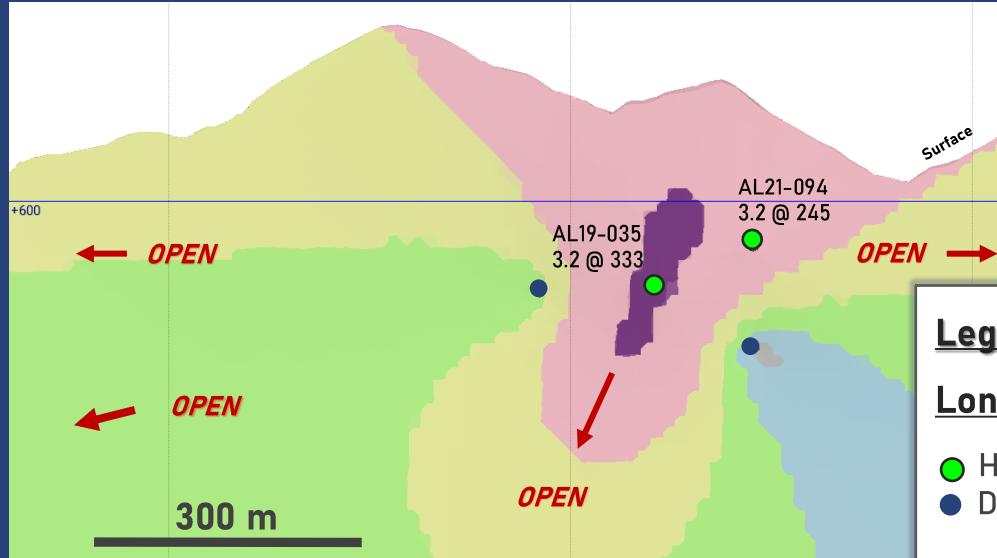 Surface
+600
AL21-094
3.2 @ 245
AL19-035
3.2 @ 333
OPEN
OPEN
OPEN
OPEN
300 m
Leg
Lon
H
D